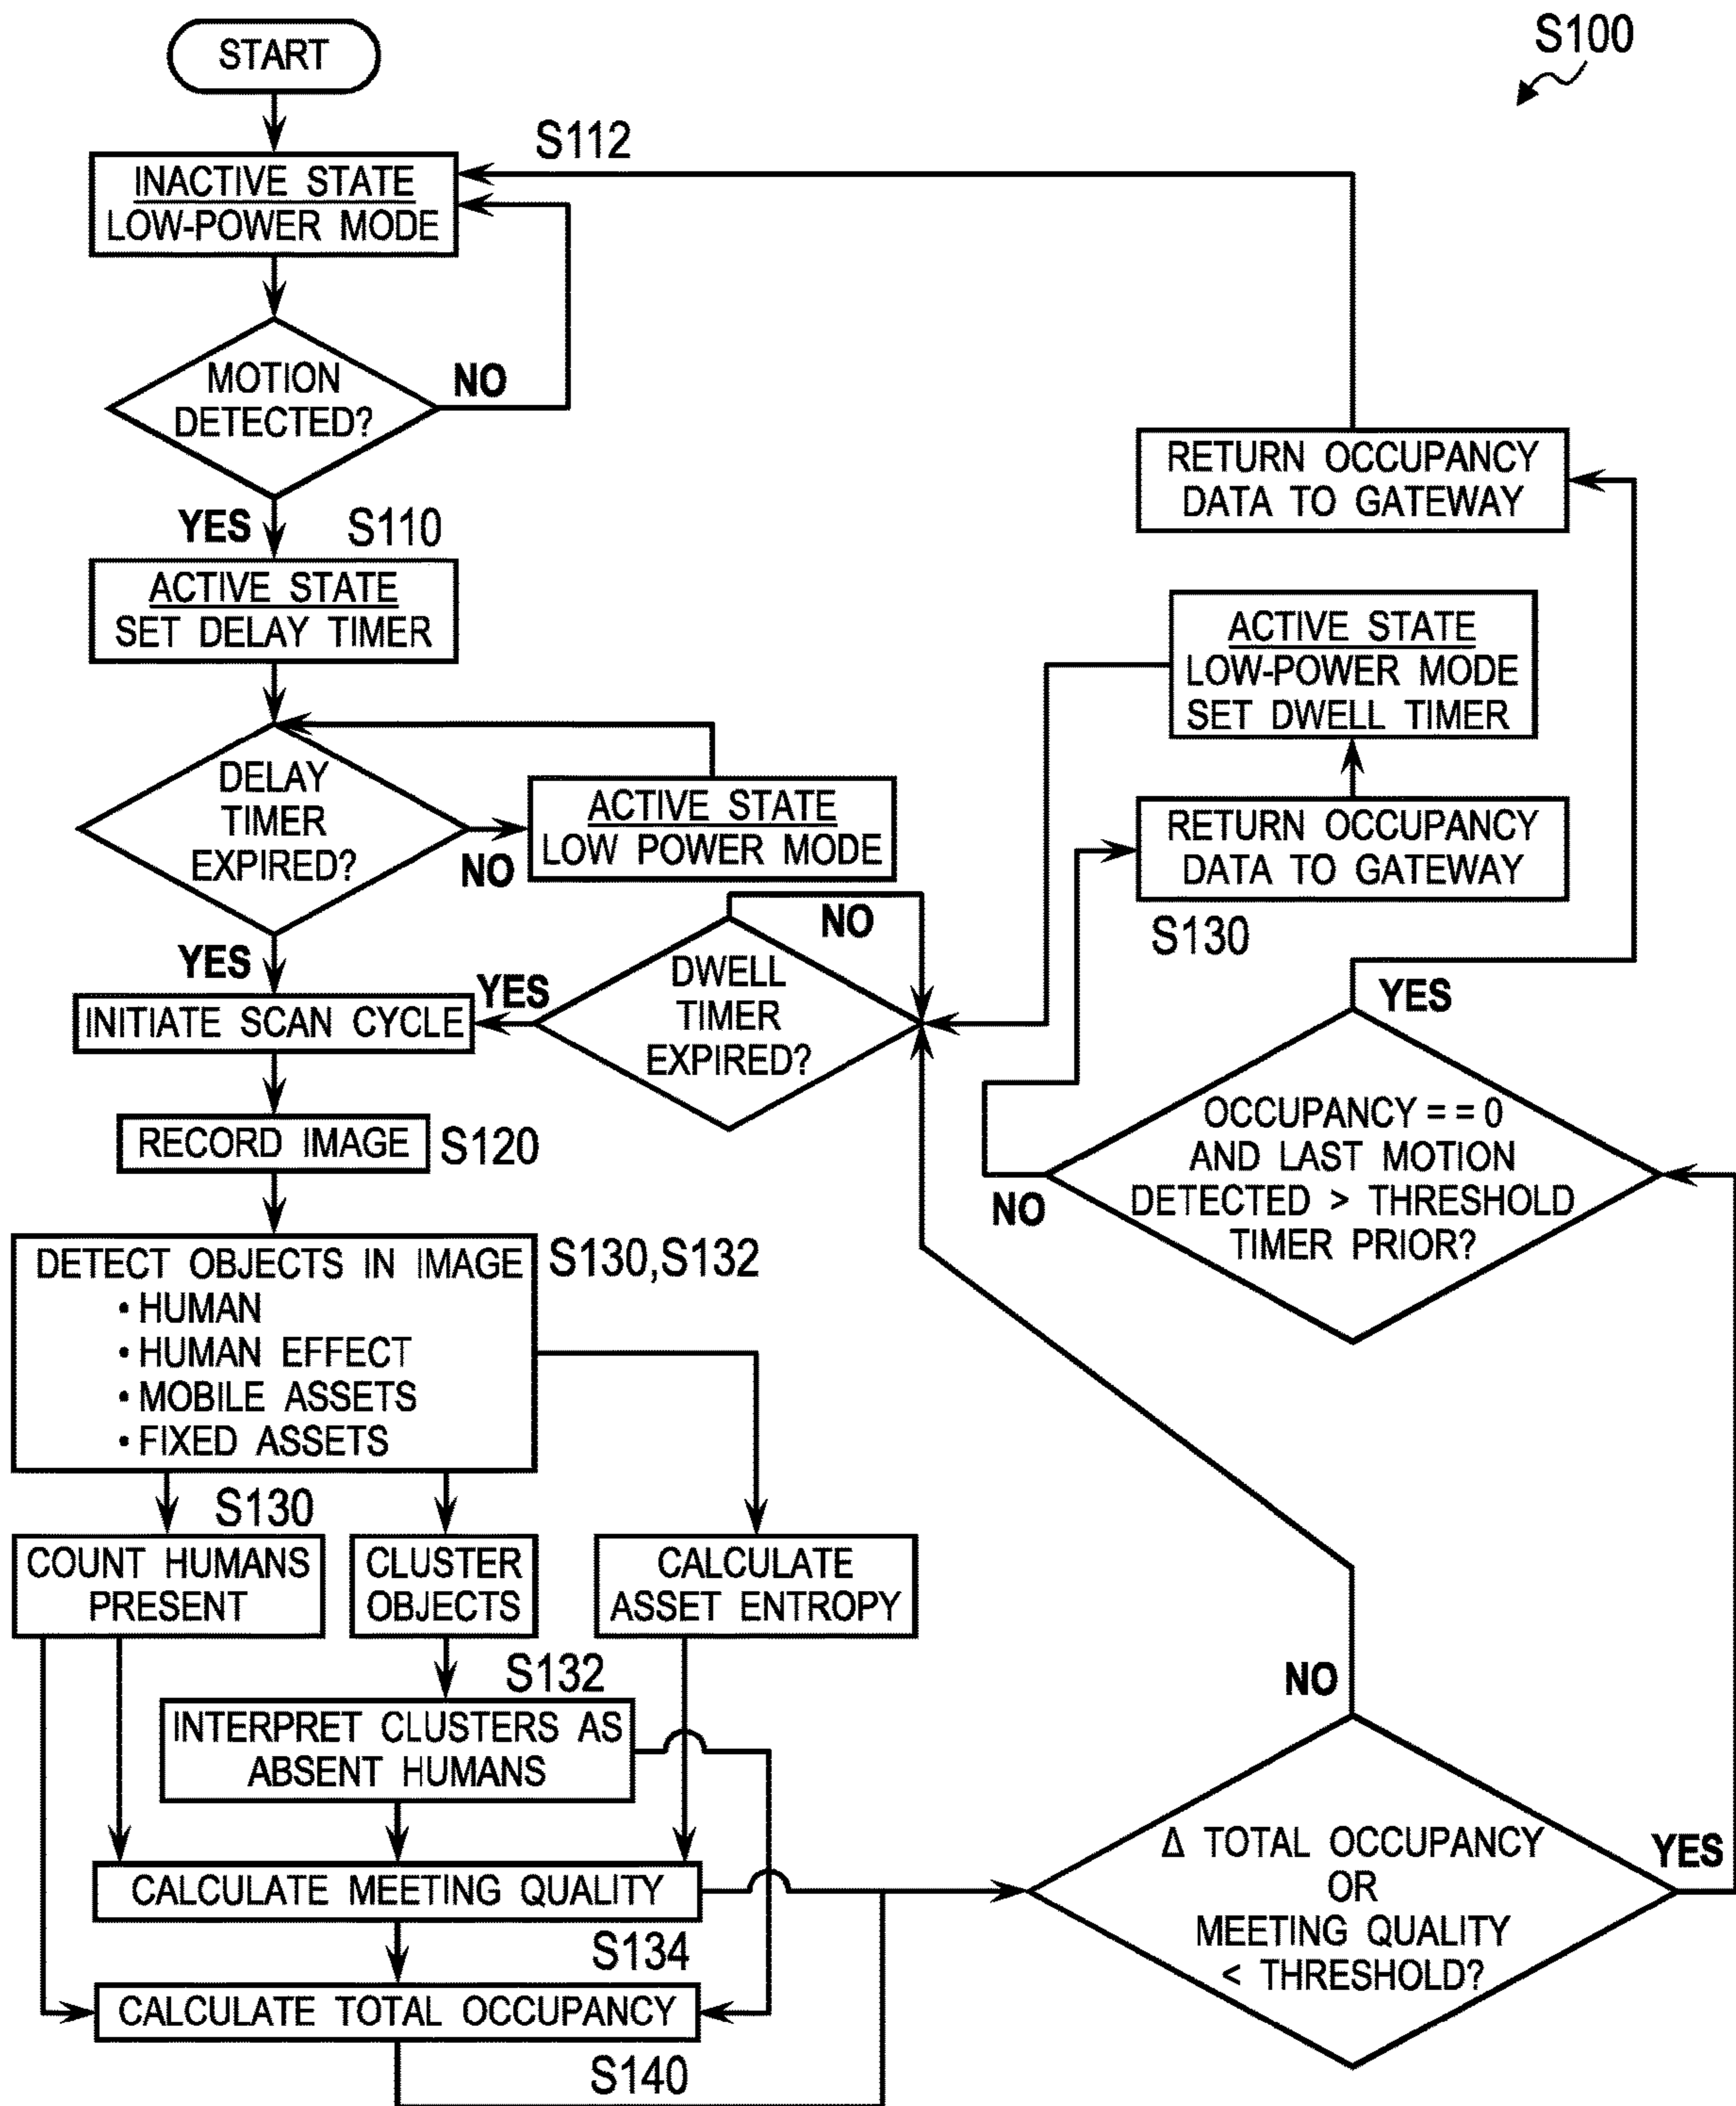 START
S100
S112
INACTIVE STATE
LOW-POWER MODE
MOTION
DETECTED?
NO
YES
S110
ACTIVE STATE
SET DELAY TIMER
DELAY
TIMER
EXPIRED?
NO
ACTIVE STATE
LOW POWER MODE
YES
INITIATE SCAN CYCLE
YES
DWELL
TIMER
EXPIRED?
NO
RECORD IMAGE
S120
DETECT OBJECTS IN IMAGE
• HUMAN
• HUMAN EFFECT
• MOBILE ASSETS
• FIXED ASSETS
S130,S132
S130
COUNT HUMANS
PRESENT
CLUSTER
OBJECTS
CALCULATE
ASSET ENTROPY
S132
INTERPRET CLUSTERS AS
ABSENT HUMANS
CALCULATE MEETING QUALITY
S134
CALCULATE TOTAL OCCUPANCY
S140
RETURN OCCUPANCY
DATA TO GATEWAY
ACTIVE STATE
LOW-POWER MODE
SET DWELL TIMER
RETURN OCCUPANCY
DATA TO GATEWAY
S130
YES
OCCUPANCY = = 0
AND LAST MOTION
DETECTED > THRESHOLD
TIMER PRIOR?
NO
NO
Δ TOTAL OCCUPANCY
OR
MEETING QUALITY
< THRESHOLD?
YES